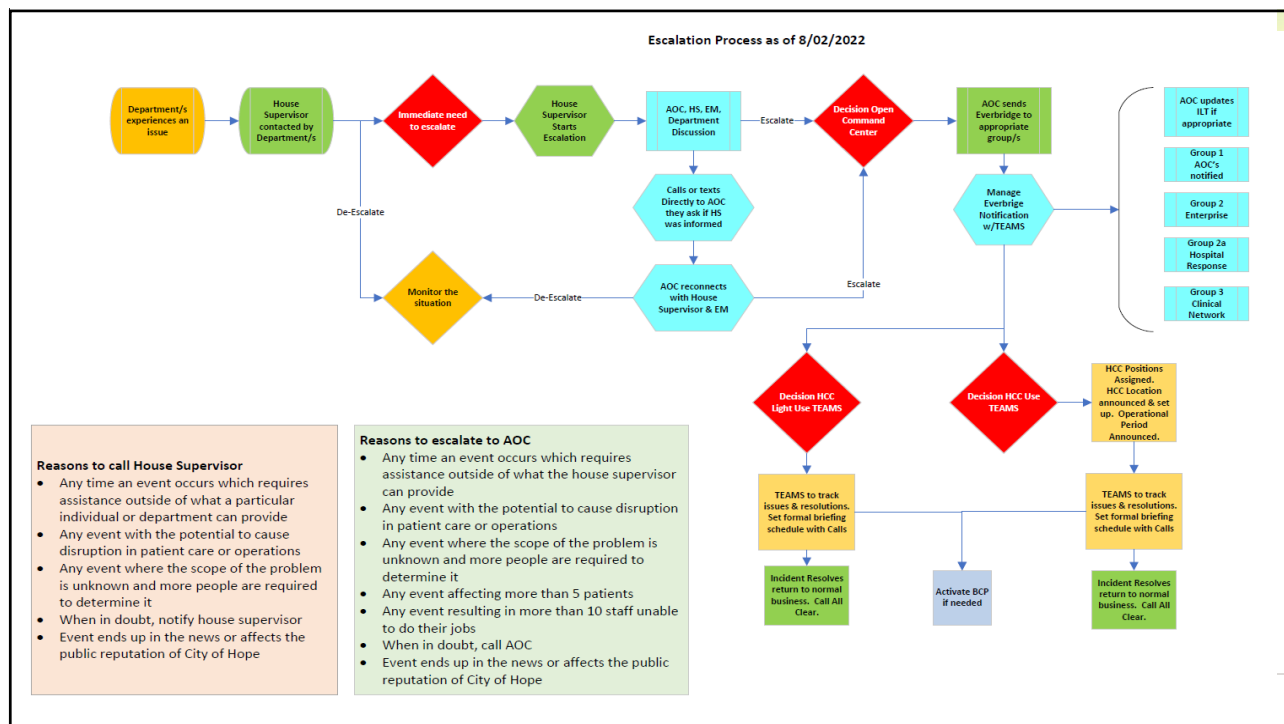 Escalation Process as of 8/02/2022
Department/s
experiences an
issue
House
Supervisor
contacted by
Department/s
Immediate need
to escalate
House
Supervisor
Starts
Escalation
AOC, HS, EM,
Department
Discussion
Escalate
Decision Open
Command
Center
AOC sends
Everbridge to
appropriate
group/s
AOC updates
ILT if
appropriate
Group 1
AOC's
notified
Group 2
Enterprise
Group 2a
Hospital
Response
Group 3
Clinical
Network
De-Escalate
Calls or texts
Directly to AOC
they ask if HS
was informed
Manage
Everbrige
Notification
w/TEAMS
Monitor the
situation
De-Escalate
AOC reconnects
with House
Supervisor & EM
Escalate
Decision HCC
Light Use TEAMS
Decision HCC Use
TEAMS
HCC Positions
Assigned.
HCC Location
announced & set
up. Operational
Period
Announced.
TEAMS to track
issues & resolutions.
Set formal briefing
schedule with Calls
TEAMS to track
issues & resolutions.
Set formal briefing
schedule with Calls
Incident Resolves
return to normal
business. Call All
Clear.
Activate BCP
if needed
Incident Resolves
return to normal
business. Call All
Clear.
Reasons to call House Supervisor
• Any time an event occurs which requires
assistance outside of what a particular
individual or department can provide
• Any event with the potential to cause
disruption in patient care or operations
• Any event where the scope of the problem
is unknown and more people are required
to determine it
• When in doubt, notify house supervisor
• Event ends up in the news or affects the
public reputation of City of Hope
Reasons to escalate to AOC
• Any time an event occurs which requires
assistance outside of what the house supervisor
can provide
• Any event with the potential to cause disruption
in patient care or operations
• Any event where the scope of the problem is
unknown and more people are required to
determine it
• Any event affecting more than 5 patients
• Any event resulting in more than 10 staff unable
to do their jobs
• When in doubt, call AOC
• Event ends up in the news or affects the public
reputation of City of Hope